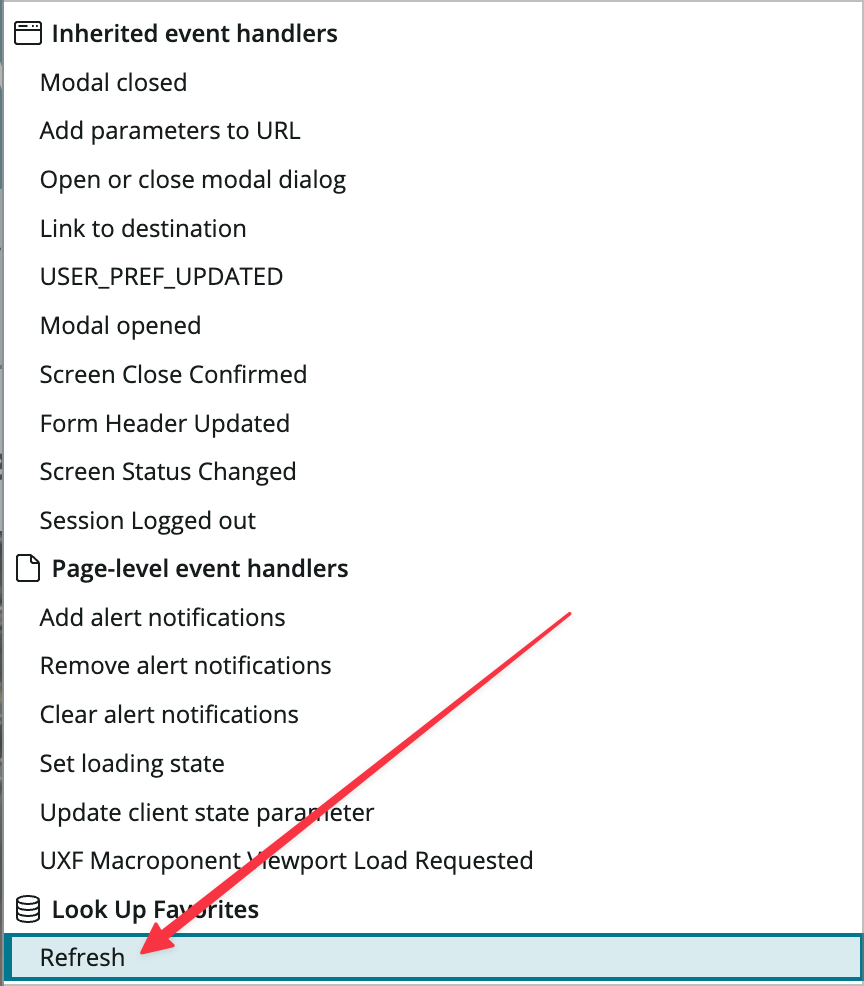 Inherited event handlers
Modal closed
Add parameters to URL
Open or close modal dialog
Link to destination
USER_PREF_UPDATED
Modal opened
Screen Close Confirmed
Form Header Updated
Screen Status Changed
Session Logged out
Page-level event handlers
Add alert notifications
Remove alert notifications
Clear alert notifications
Set loading state
Update client state parameter
UXF Macroponent Viewport Load Requested
Look Up Favorites
Refresh